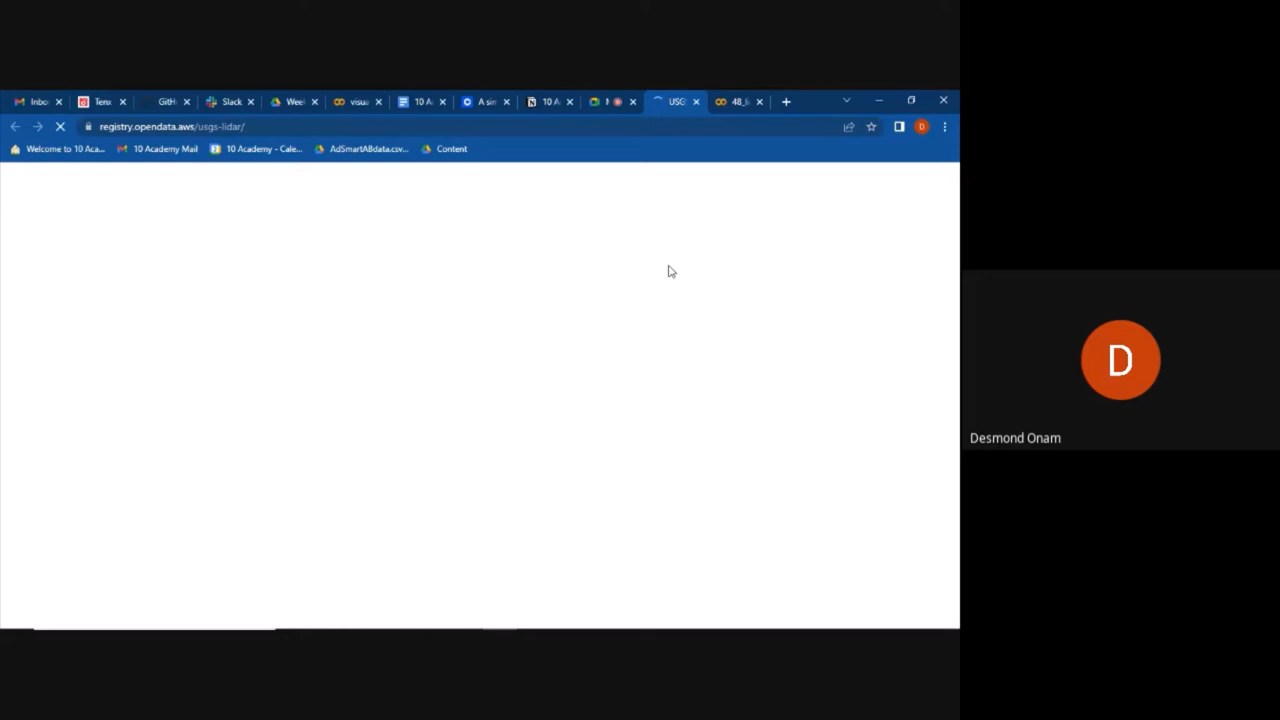 Inbo Tenx GitH Slack Wee visua 10 A A sin 10 A USG 48_li
registry.opendata.aws/usgs-lidar/ D
Welcome to 10 Aca... 10 Academy Mail 10 Academy - Cale... AdSmartABdata.csv... Content
D
Desmond Onam